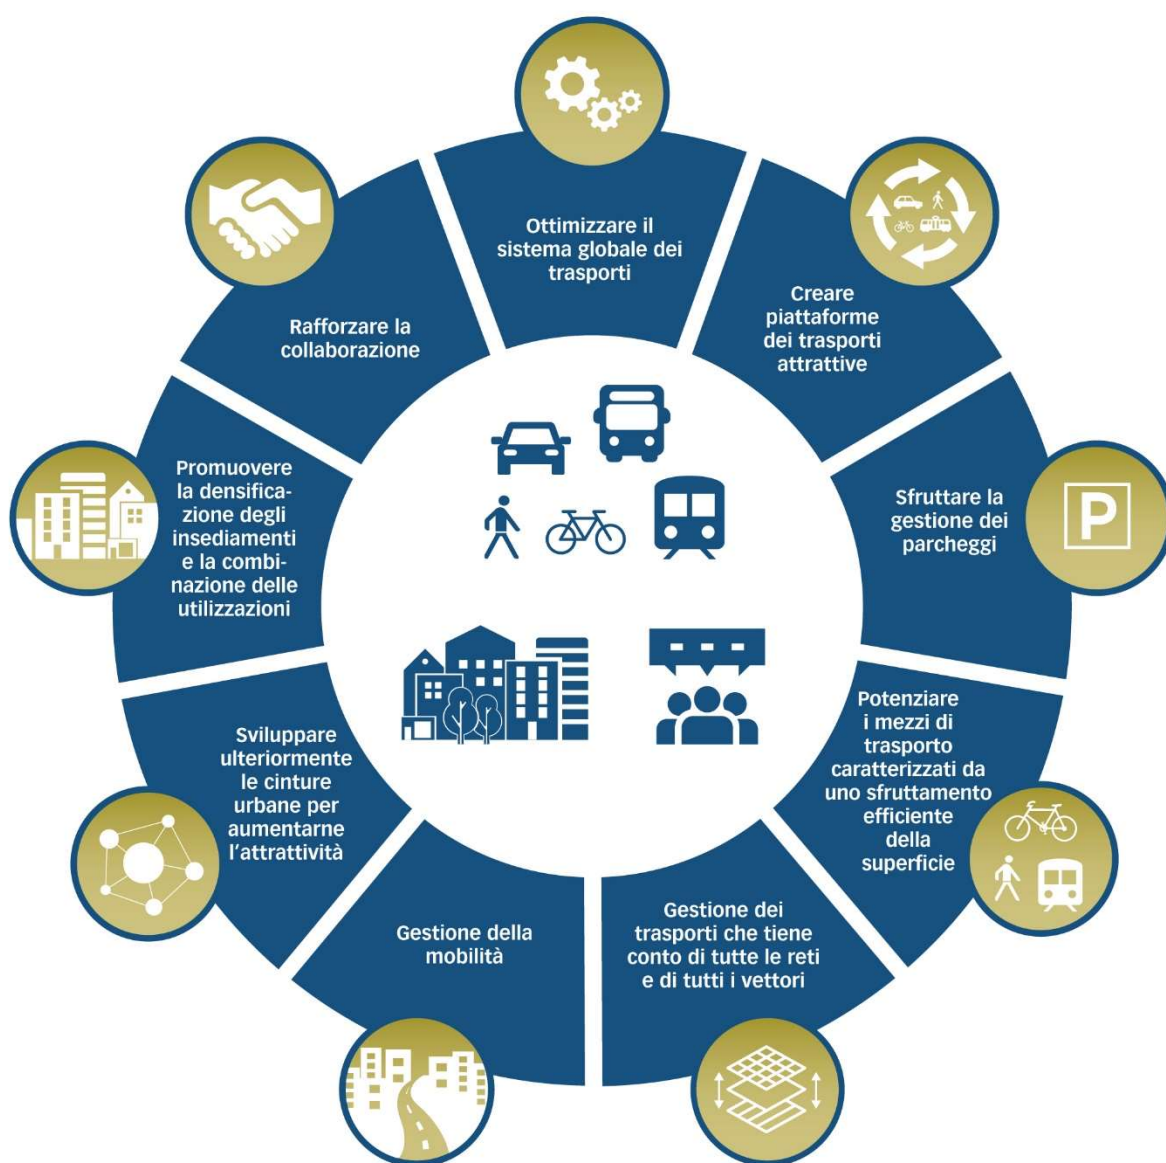 Ottimizzare il
sistema globale dei
trasporti
Creare
piattaforme
dei trasporti
attrattive
Sfruttare la
gestione dei
parcheggi
P
Potenziare
i mezzi di
trasporto
caratterizzati da
uno sfruttamento
efficiente
della
superficie
Gestione dei
trasporti che tiene
conto di tutte le reti
e di tutti i vettori
Gestione della
mobilità
Sviluppare
ulteriormente
le cinture
urbane per
aumentarne
l'attrattività
Promuovere
la densifica-
zione degli
insediamenti
e la combi-
nazione delle
utilizzazioni
Rafforzare la
collaborazione